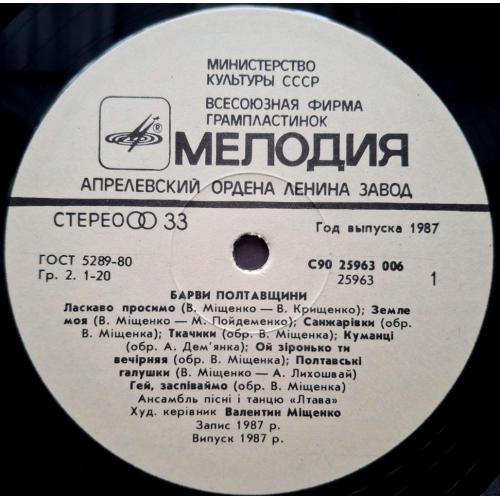 МИНИСТЕРСТВО
КУЛЬТУРЫ СССР
ВСЕСОЮЗНАЯ ФИРМА
ГРАМПЛАСТИНОК
®
МЕЛОДИЯ
АПРЕЛЕВСКИЙ ОРДЕНА ЛЕНИНА ЗАВОД
СТЕРЕО 33
Год выпуска 1987
ГОСТ 5289-80
Гр. 2. 1-20
С90 25963 006
25963
1
БАРВИ ПОЛТАВЩИНИ
Ласкаво просимо (В. Міщенко — В. Крищенко); Земле
моя (В. Міщенко — М. Пойдеменко); Санжарівки (обр.
В. Міщенка); Ткачики (обр. В. Міщенка); Куманці
(обр. А. Дем'янка); Ой зіронько ти
вечірняя (обр. В. Міщенка); Полтавські
галушки (В. Міщенко — А. Лихошвай)
Гей, заспіваймо (обр. В. Міщенка)
Ансамбль пісні і танцю «Лтава»
Худ. керівник Валентин Міщенко
Запис 1987 р.
Випуск 1987 р.